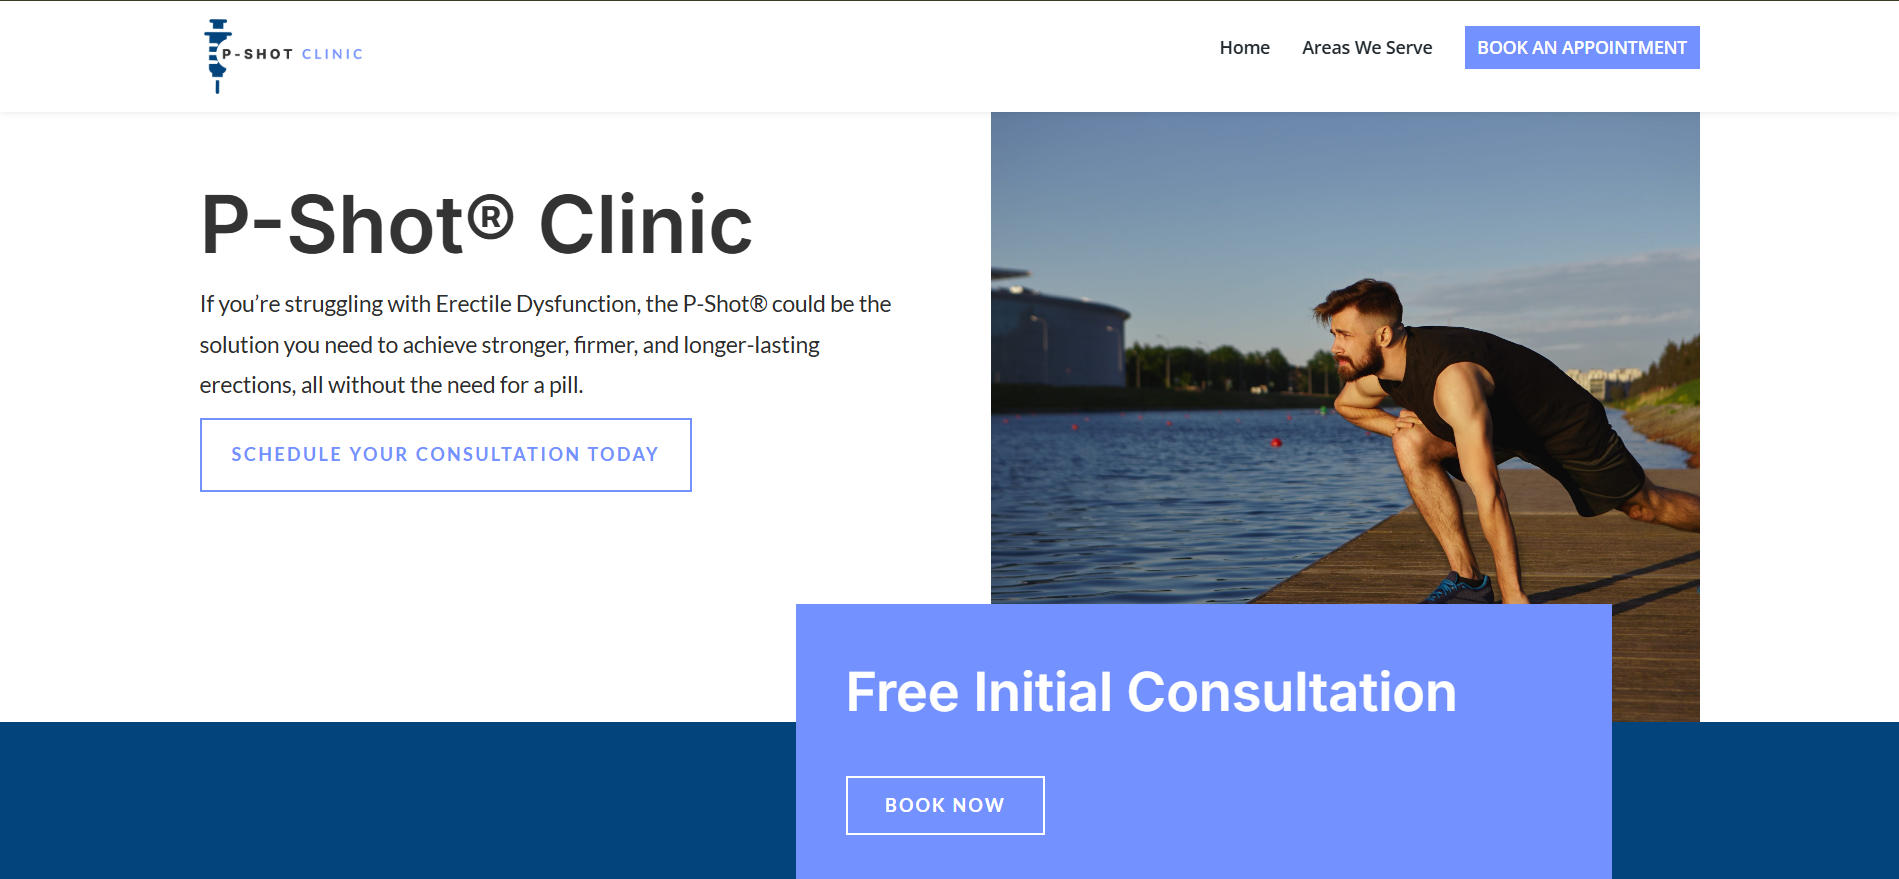 P-SHOT CLINIC
Home
Areas We Serve
BOOK AN APPOINTMENT
P-Shot® Clinic
If you’re struggling with Erectile Dysfunction, the P-Shot® could be the
solution you need to achieve stronger, firmer, and longer-lasting
erections, all without the need for a pill.
SCHEDULE YOUR CONSULTATION TODAY
Free Initial Consultation
BOOK NOW